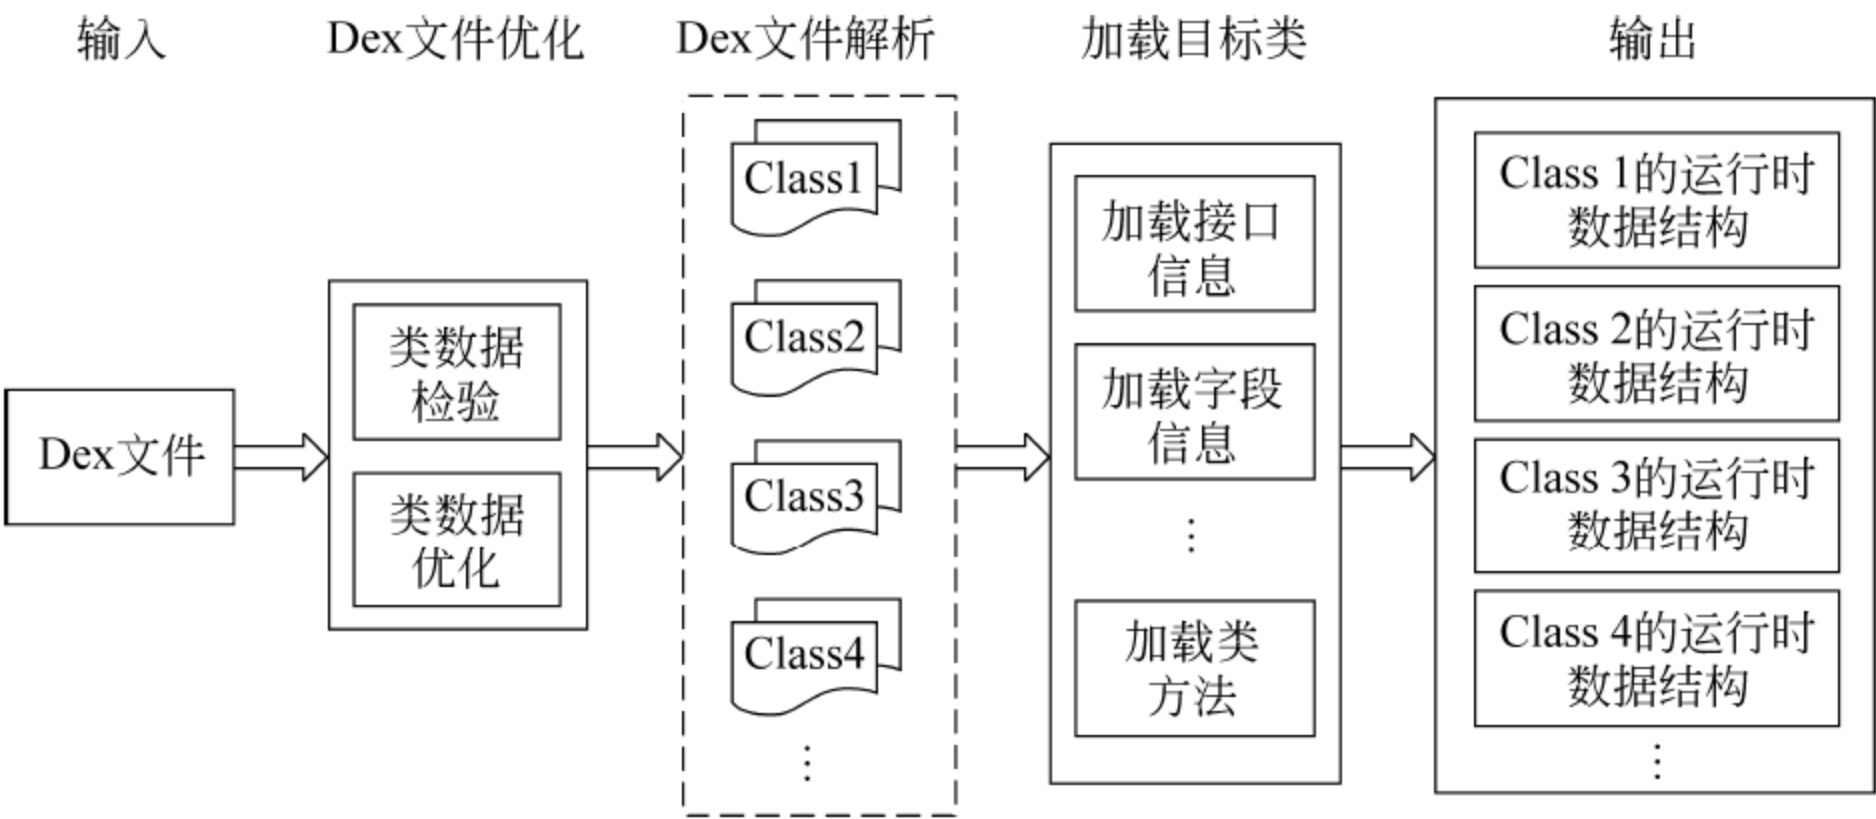 输入
Dex文件优化
Dex文件解析
加载目标类
输出
Dex文件
类数据
检验
类数据
优化
Class1
Class2
Class3
Class4
⋮
加载接口
信息
加载字段
信息
⋮
加载类
方法
Class 1的运行时
数据结构
Class 2的运行时
数据结构
Class 3的运行时
数据结构
Class 4的运行时
数据结构
⋮